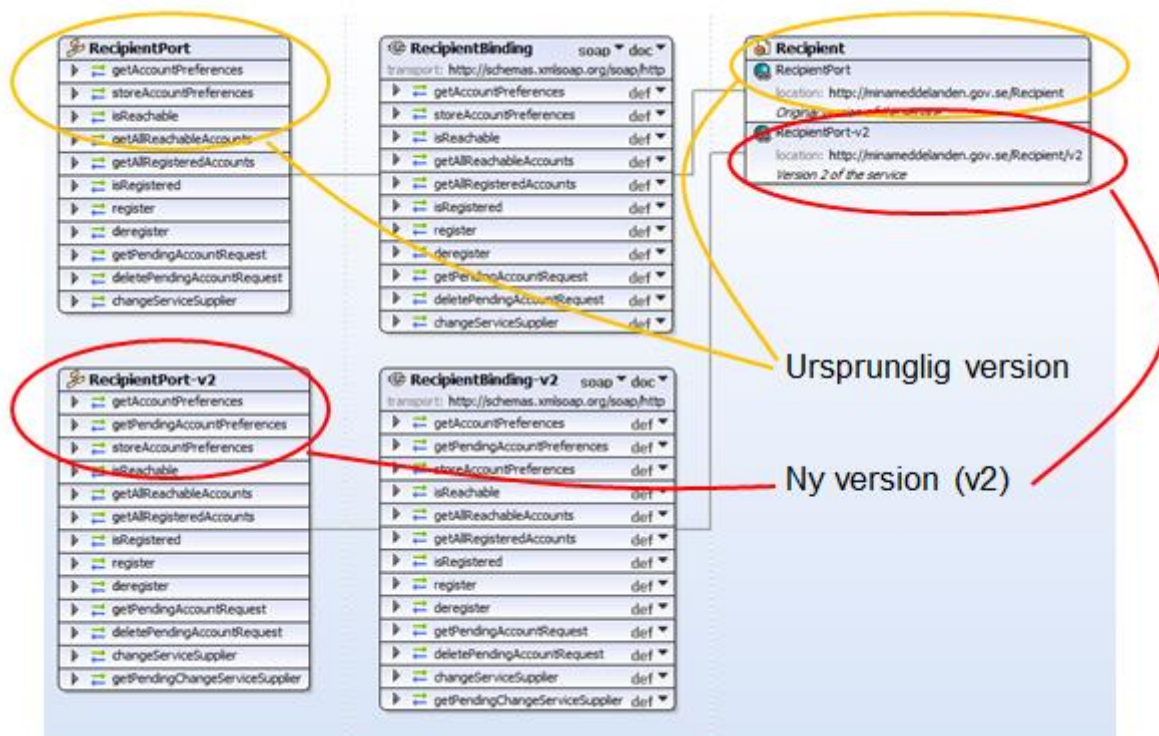 RecipientPort
getAccountPreferences
storeAccountPreferences
isReachable
getAllReachableAccounts
getAllRegisteredAccounts
isRegistered
register
deregister
getPendingAccountRequest
deletePendingAccountRequest
changeServiceSupplier
RecipientBinding soap doc
transport: http://schemas.xmlsoap.org/soap/http
getAccountPreferences def
storeAccountPreferences def
isReachable def
getAllReachableAccounts def
getAllRegisteredAccounts def
isRegistered def
register def
deregister def
getPendingAccountRequest def
deletePendingAccountRequest def
changeServiceSupplier def
Recipient
RecipientPort
location: http://minameddelanden.gov.se/Recipient
Original version of the service
RecipientPort-v2
location: http://minameddelanden.gov.se/Recipient/v2
Version 2 of the service
Ursprunglig version
RecipientPort-v2
getAccountPreferences
getPendingAccountPreferences
storeAccountPreferences
isReachable
getAllReachableAccounts
getAllRegisteredAccounts
isRegistered
register
deregister
getPendingAccountRequest
deletePendingAccountRequest
changeServiceSupplier
getPendingChangeServiceSupplier
RecipientBinding-v2 soap doc
transport: http://schemas.xmlsoap.org/soap/http
getAccountPreferences def
getPendingAccountPreferences def
storeAccountPreferences def
isReachable def
getAllReachableAccounts def
getAllRegisteredAccounts def
isRegistered def
register def
deregister def
getPendingAccountRequest def
deletePendingAccountRequest def
changeServiceSupplier def
getPendingChangeServiceSupplier def
Ny version (v2)